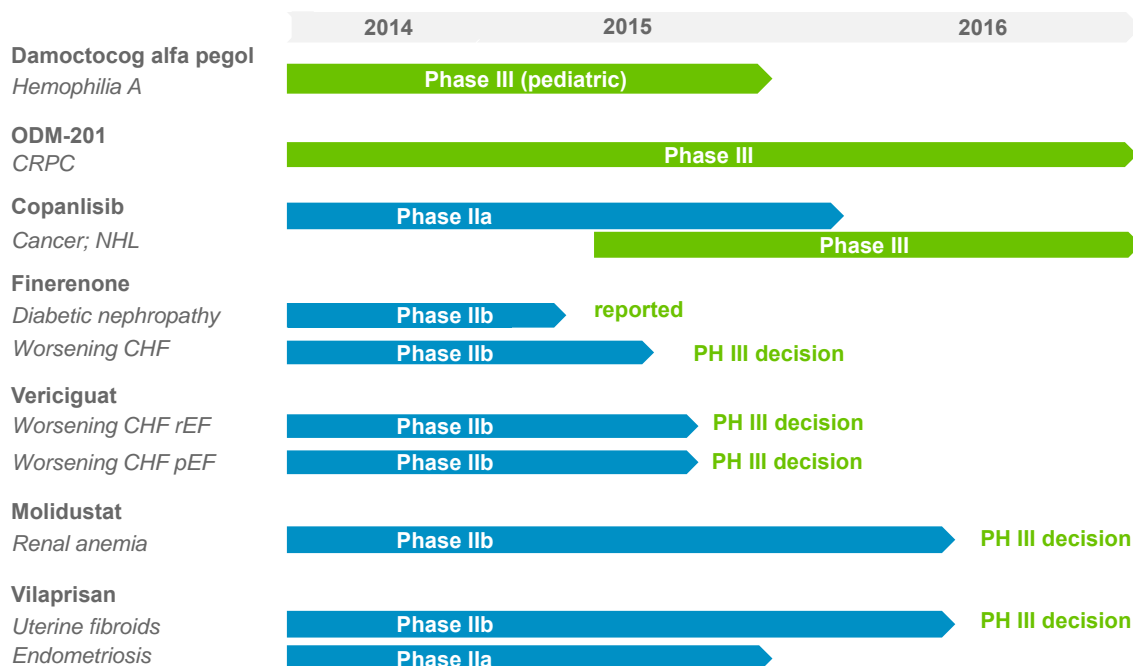 2014 2015 2016
Damoctocog alfa pegol
Hemophilia A Phase III (pediatric)
ODM-201
CRPC Phase III
Copanlisib Phase IIa
Cancer; NHL Phase III
Finerenone
Diabetic nephropathy Phase IIb reported
Worsening CHF Phase IIb PH III decision
Vericiguat
Worsening CHF rEF Phase IIb PH III decision
Worsening CHF pEF Phase IIb PH III decision
Molidustat
Renal anemia Phase IIb PH III decision
Vilaprisan
Uterine fibroids Phase IIb PH III decision
Endometriosis Phase IIa